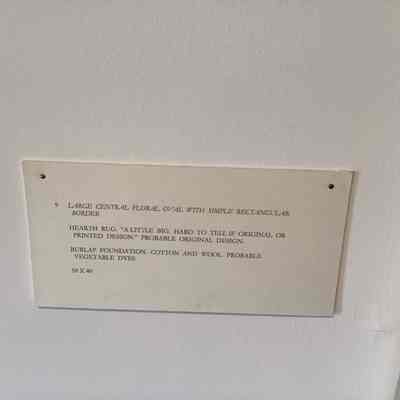 9 LARGE CENTRAL FLORAL OVAL WITH SIMPLE RECTANGULAR
BORDER
HEARTH RUG. "A LITTLE BIG. HARD TO TELL IF ORIGINAL OR
PRINTED DESIGN." PROBABLE ORIGINAL DESIGN.
BURLAP FOUNDATION. COTTON AND WOOL. PROBABLE
VEGETABLE DYES
X 40